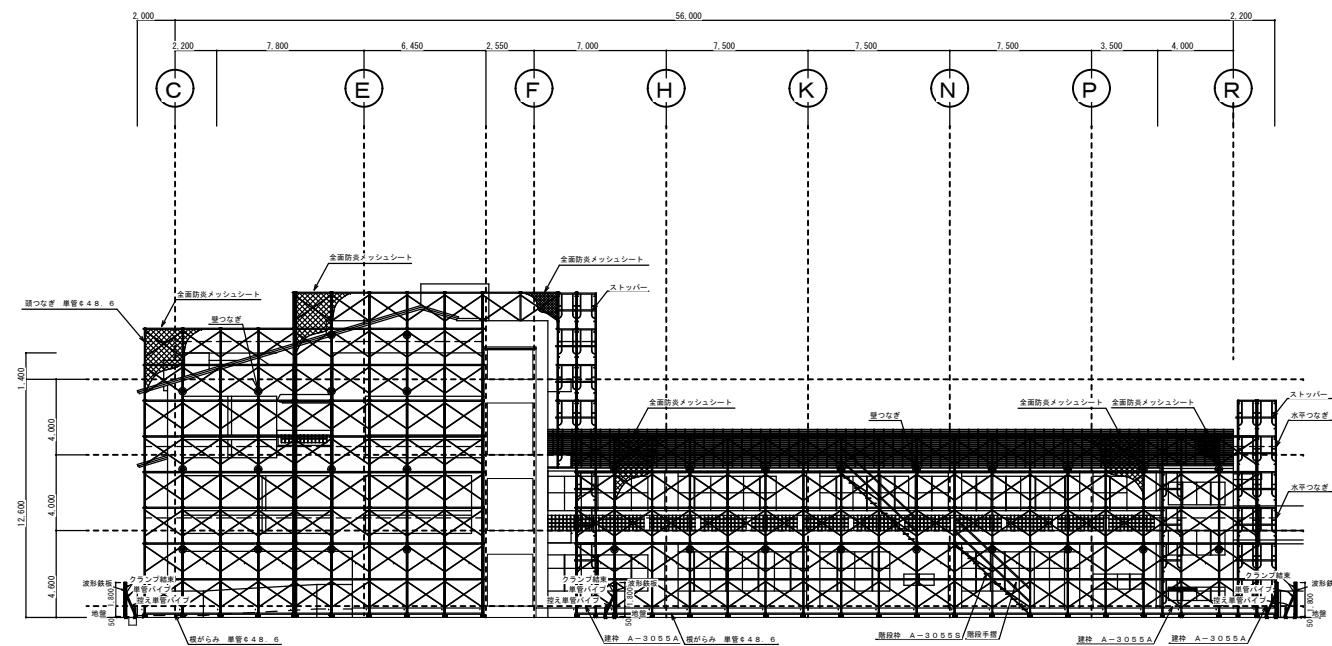 2,000
56,000
2,200
2,200
7,800
6,450
2,550
7,000
7,500
7,500
7,500
3,500
4,000
C
E
F
H
K
N
P
R
全面防炎メッシュシート
全面防炎メッシュシート
全面防炎メッシュシート
ストッパー
頭つなぎ 単管¢48.6
壁つなぎ
1,400
4,000
4,000
12,600
4,600
全面防炎メッシュシート
壁つなぎ
全面防炎メッシュシート
全面防炎メッシュシート
ストッパー
水平つなぎ
水平つなぎ
波形鉄板
クランプ結束
単管パイプ
控え単管パイプ
地盤
1,800
クランプ結束
単管パイプ
控え単管パイプ
波形鉄板
地盤
1,800
クランプ結束
単管パイプ
控え単管パイプ
波形鉄板
地盤
1,800
根がらみ 単管¢48.6
建枠 A-3055A
根がらみ 単管¢48.6
階段枠 A-3055S
階段手摺
建枠 A-3055A
建枠 A-3055A